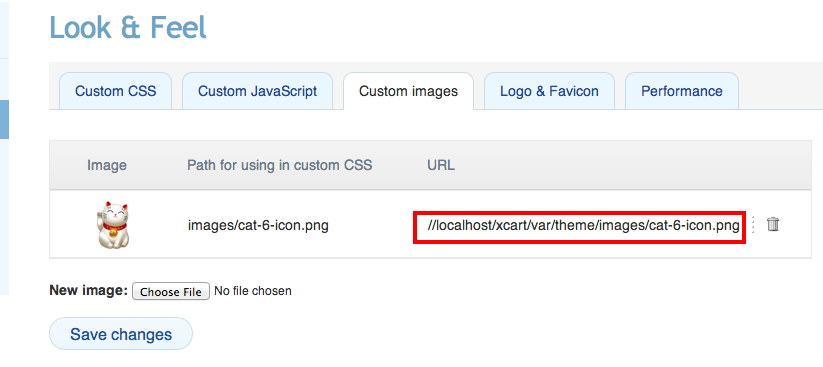 Look & Feel
Custom CSS Custom JavaScript Custom images Logo & Favicon Performance
Image Path for using in custom CSS URL
images/cat-6-icon.png //localhost/xcart/var/theme/images/cat-6-icon.png
New image: Choose File No file chosen
Save changes